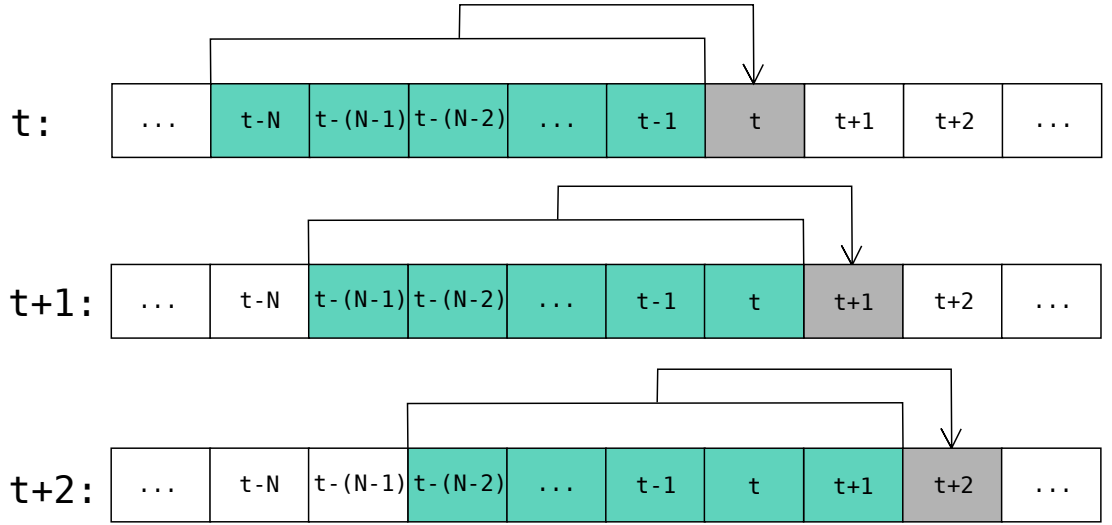 t: ... t-N t-(N-1) t-(N-2) ... t-1 t t+1 t+2 ...
t+1: ... t-N t-(N-1) t-(N-2) ... t-1 t t+1 t+2 ...
t+2: ... t-N t-(N-1) t-(N-2) ... t-1 t t+1 t+2 ...